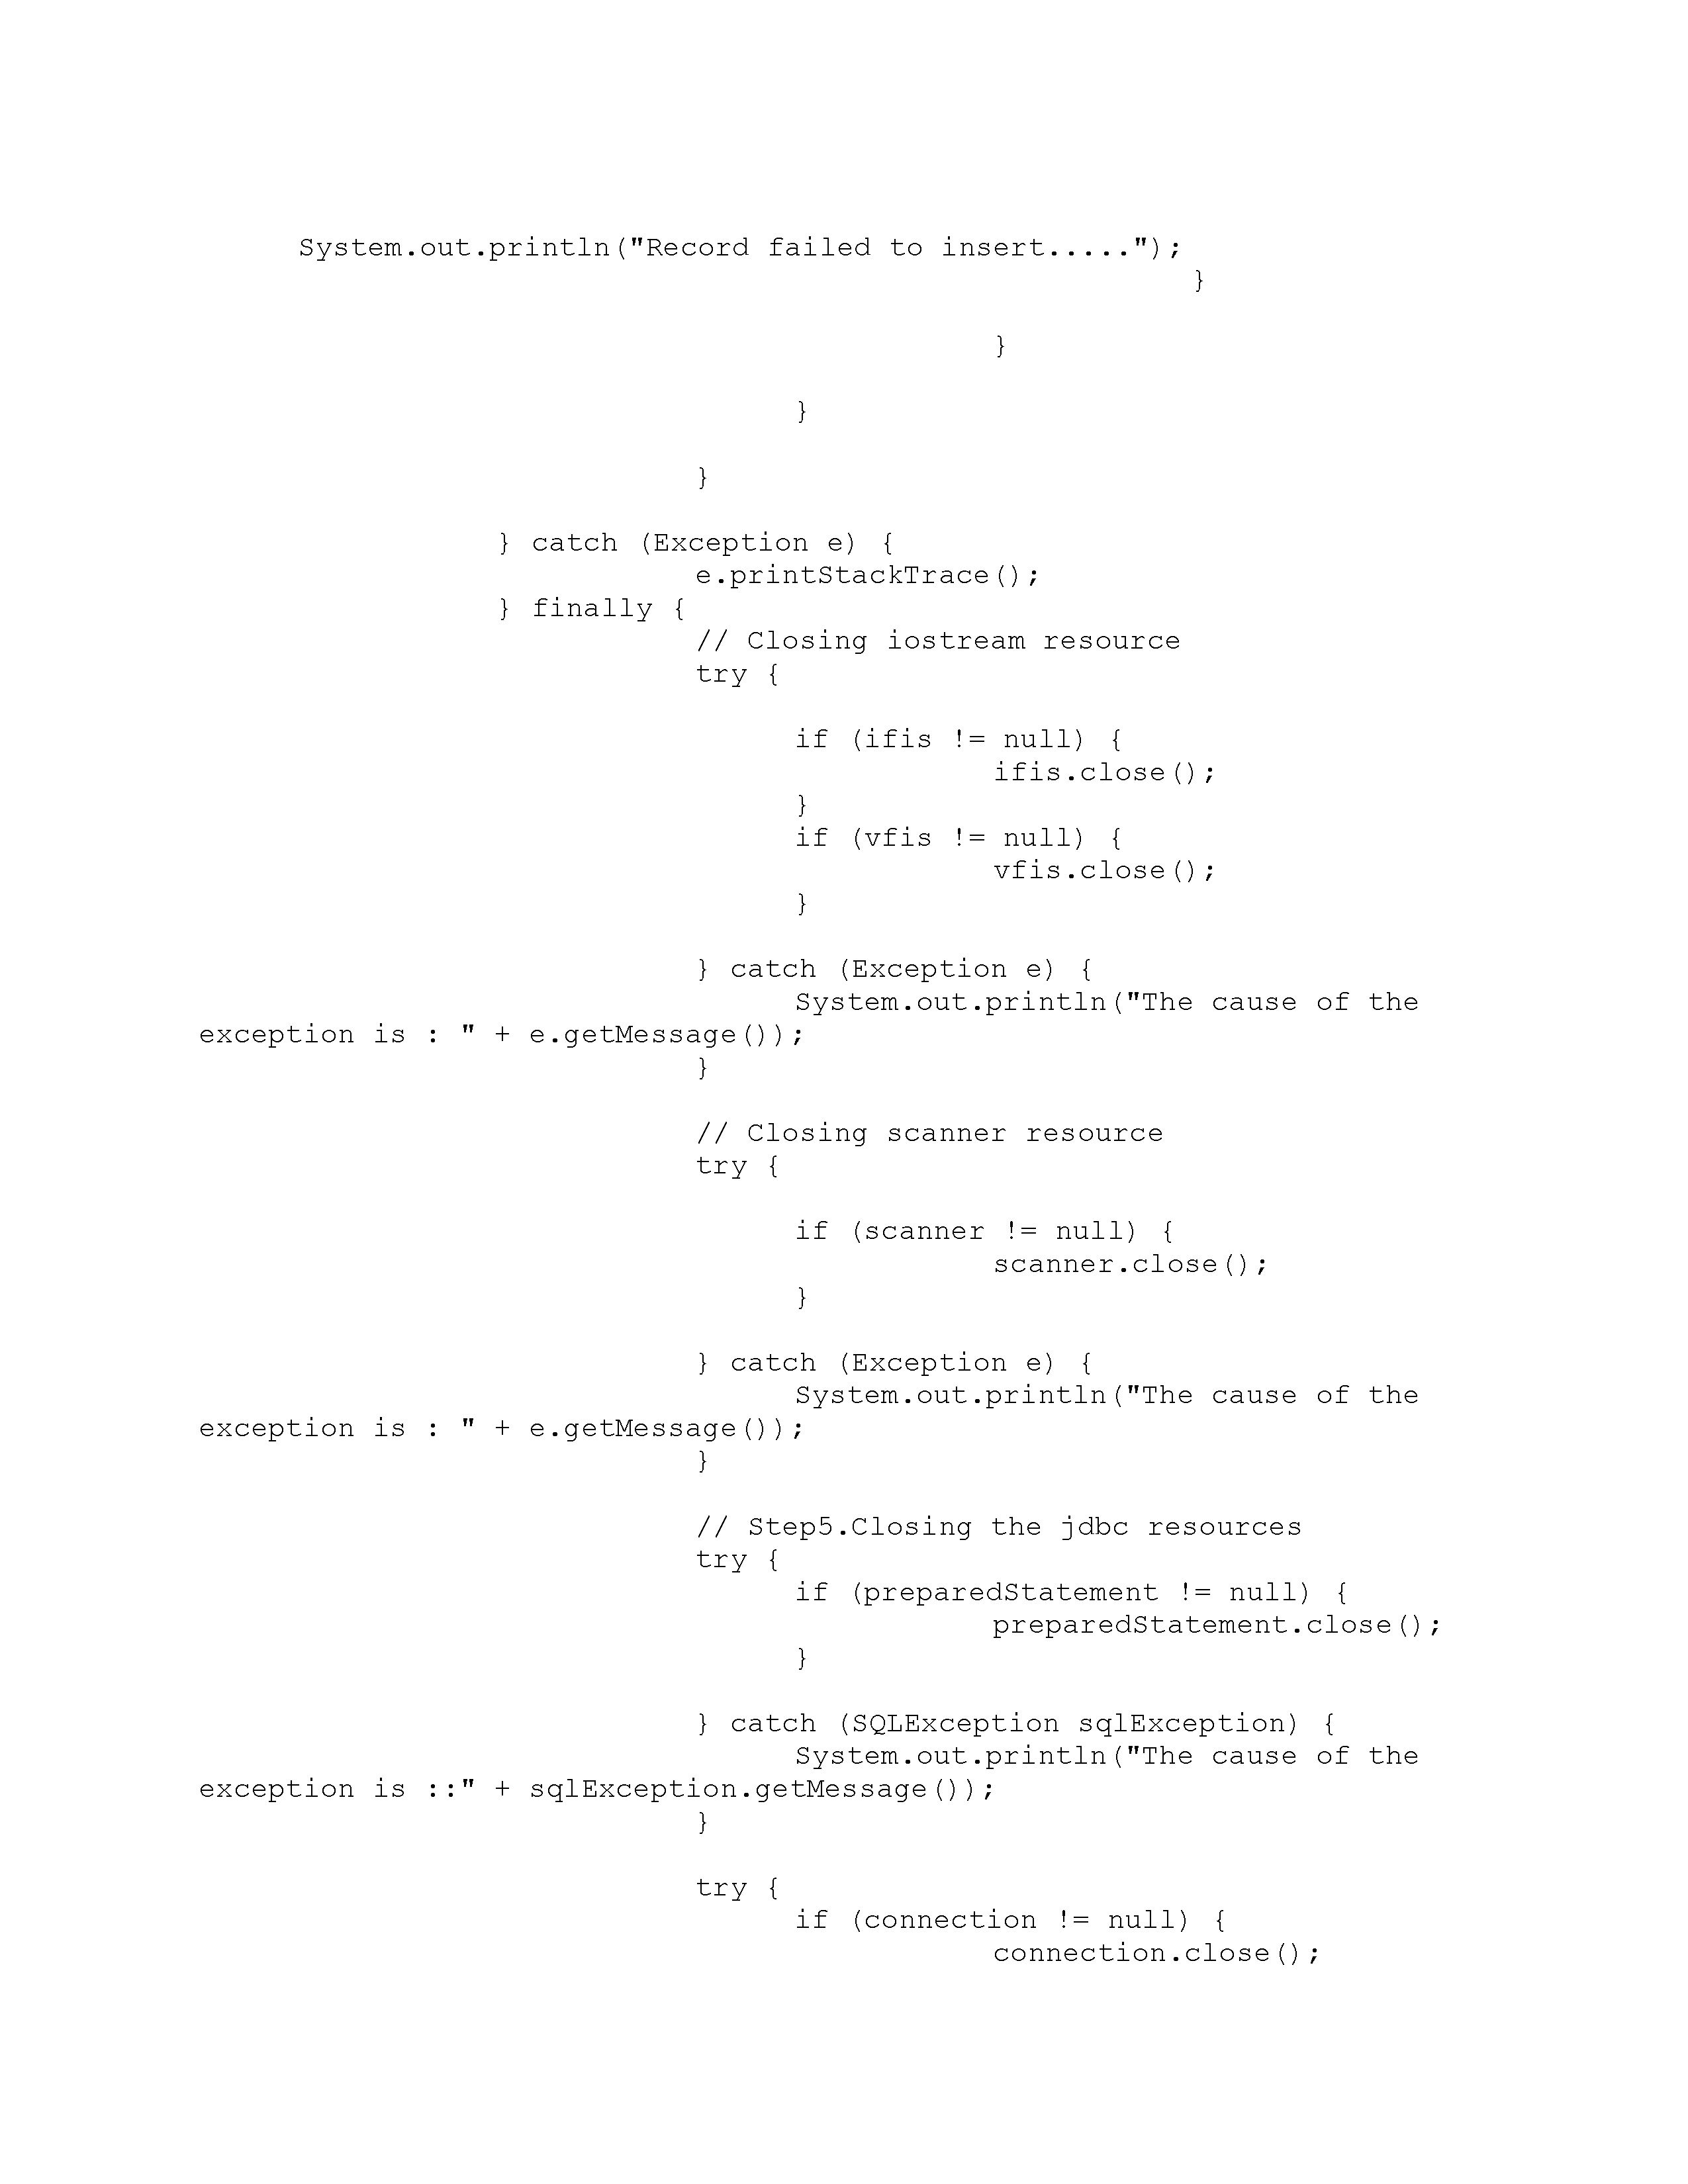 System.out.println("Record failed to insert.....");
}
}
}
}
} catch (Exception e) {
e.printStackTrace();
} finally {
// Closing iostream resource
try {
if (ifis != null) {
ifis.close();
}
if (vfis != null) {
vfis.close();
}
} catch (Exception e) {
System.out.println("The cause of the
exception is : " + e.getMessage());
}
// Closing scanner resource
try {
if (scanner != null) {
scanner.close();
}
} catch (Exception e) {
System.out.println("The cause of the
exception is : " + e.getMessage());
}
// Step5.Closing the jdbc resources
try {
if (preparedStatement != null) {
preparedStatement.close();
}
} catch (SQLException sqlException) {
System.out.println("The cause of the
exception is ::" + sqlException.getMessage());
}
try {
if (connection != null) {
connection.close();